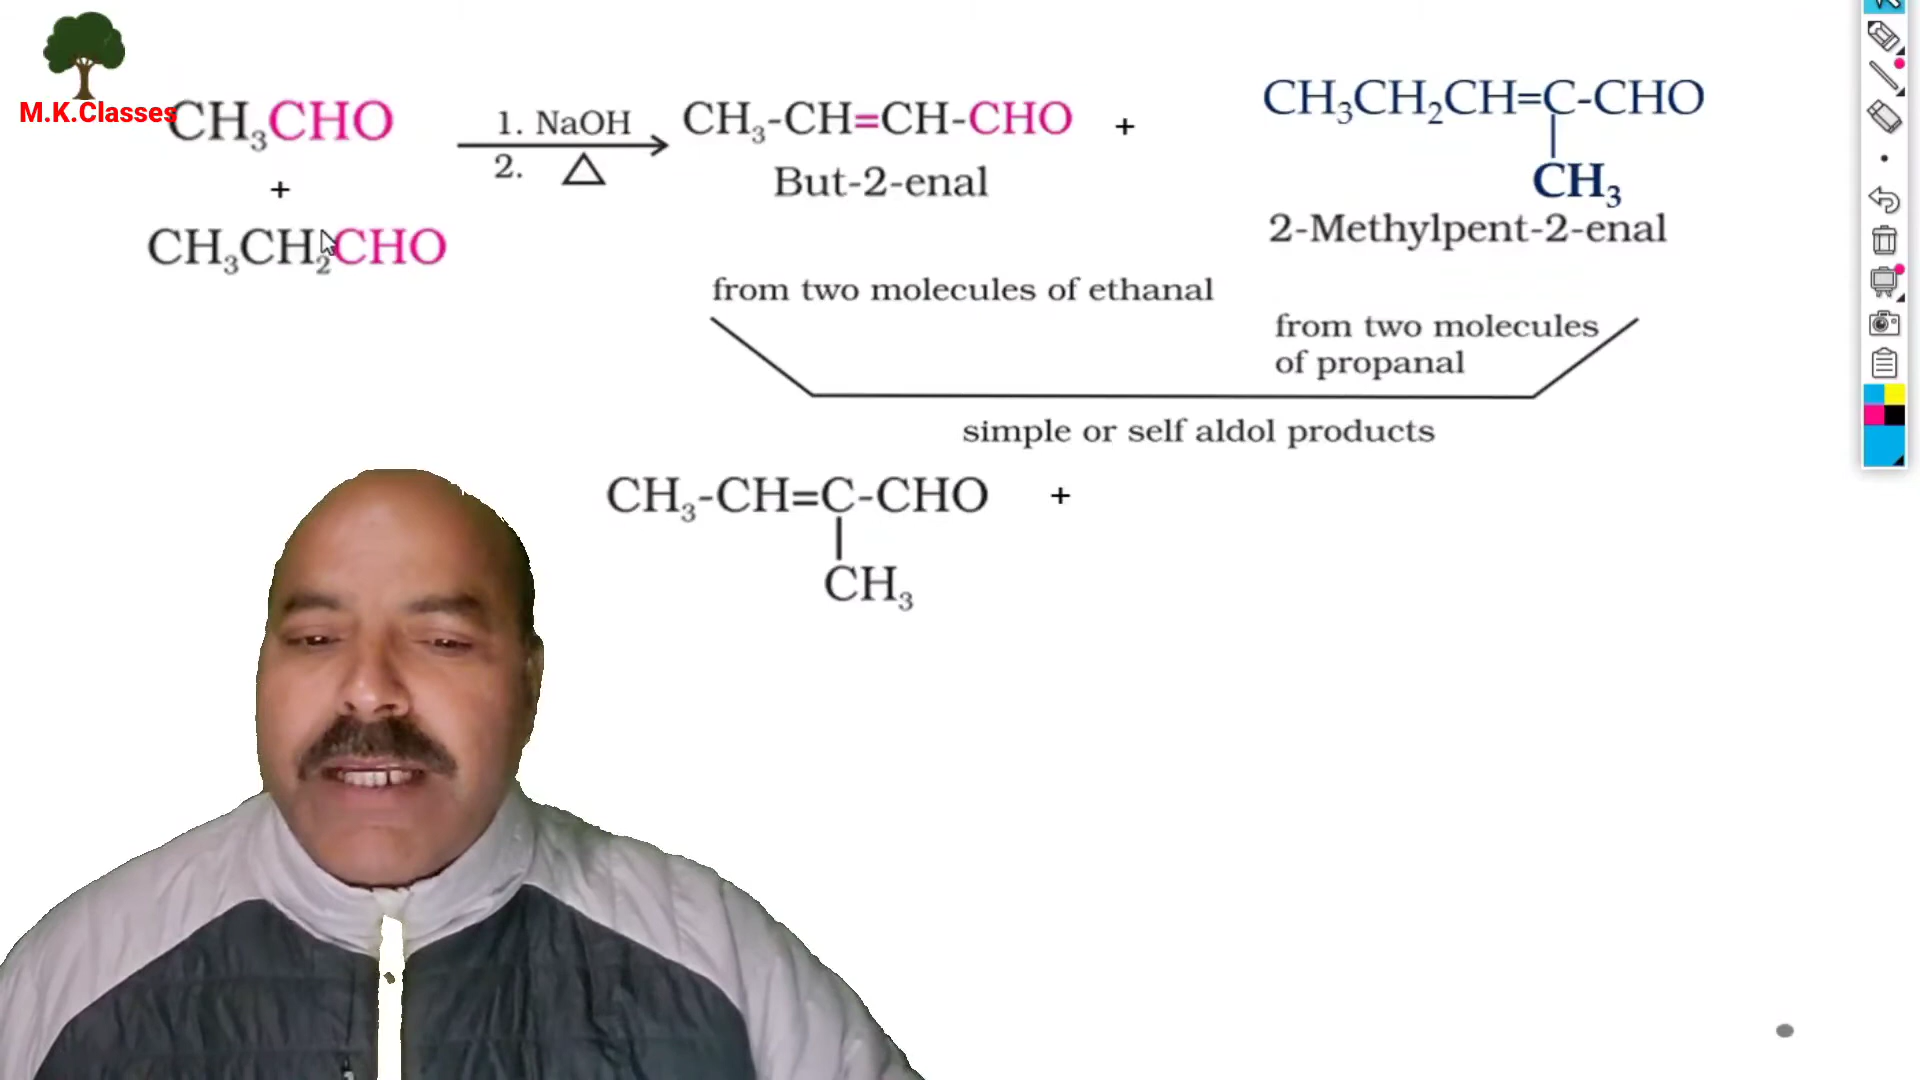 M.K.Classes
CH₃CHO
+
CH₃CH₂CHO
1. NaOH
2. △
CH₃-CH=CH-CHO
But-2-enal
from two molecules of ethanal
+
CH₃CH₂CH=C-CHO
|
CH₃
2-Methylpent-2-enal
from two molecules
of propanal
simple or self aldol products
CH₃-CH=C-CHO +
|
CH₃